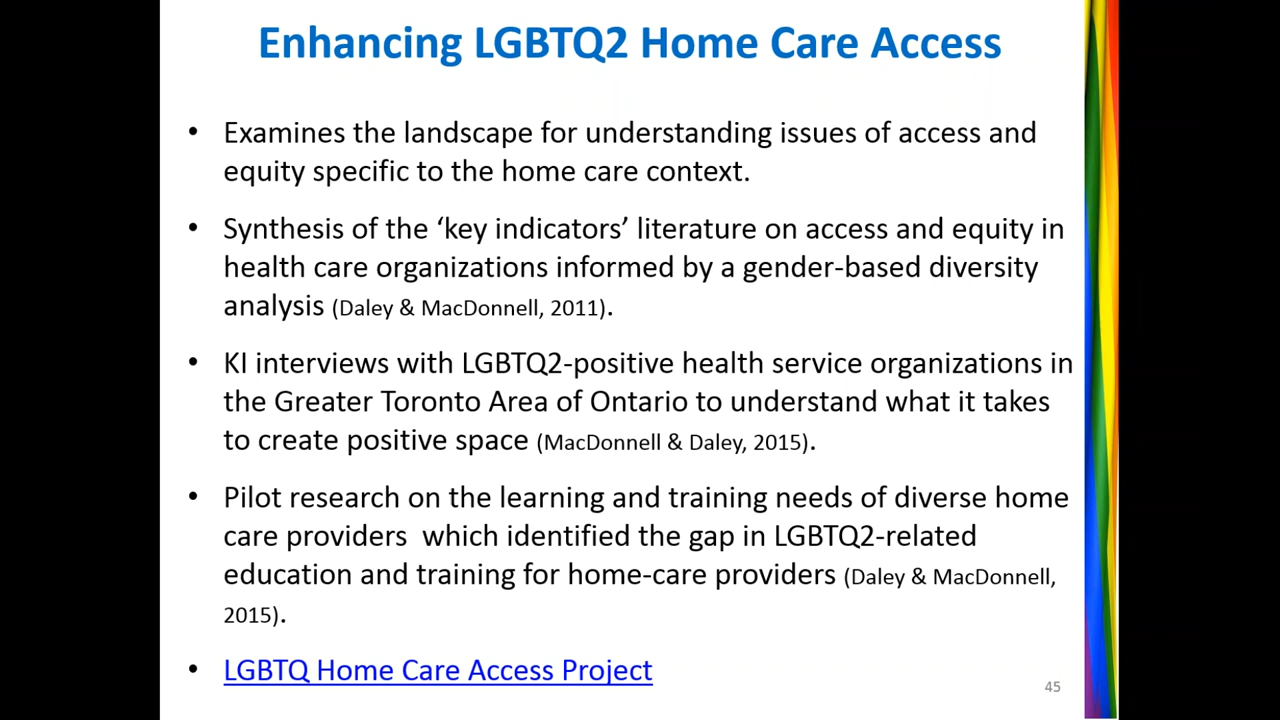 Enhancing LGBTQ2 Home Care Access
• Examines the landscape for understanding issues of access and
equity specific to the home care context.
• Synthesis of the ‘key indicators’ literature on access and equity in
health care organizations informed by a gender-based diversity
analysis (Daley & MacDonnell, 2011).
• KI interviews with LGBTQ2-positive health service organizations in
the Greater Toronto Area of Ontario to understand what it takes
to create positive space (MacDonnell & Daley, 2015).
• Pilot research on the learning and training needs of diverse home
care providers  which identified the gap in LGBTQ2-related
education and training for home-care providers (Daley & MacDonnell,
2015).
• LGBTQ Home Care Access Project
45